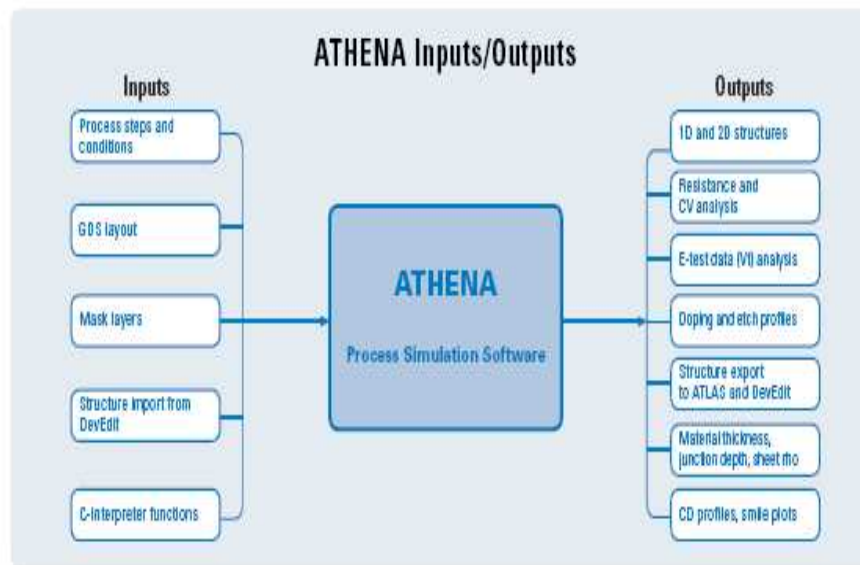 ATHENA Inputs/Outputs
Inputs
Process steps and
conditions
GDS layout
Mask layers
Structure import from
DevEdit
C-Interpreter functions
ATHENA
Process Simulation Software
Outputs
1D and 2D structures
Resistance and
CV analysis
E-test data (Vt) analysis
Doping and etch profiles
Structure export
to ATLAS and DevEdit
Material thickness,
junction depth, sheet rho
CD profiles, smile plots